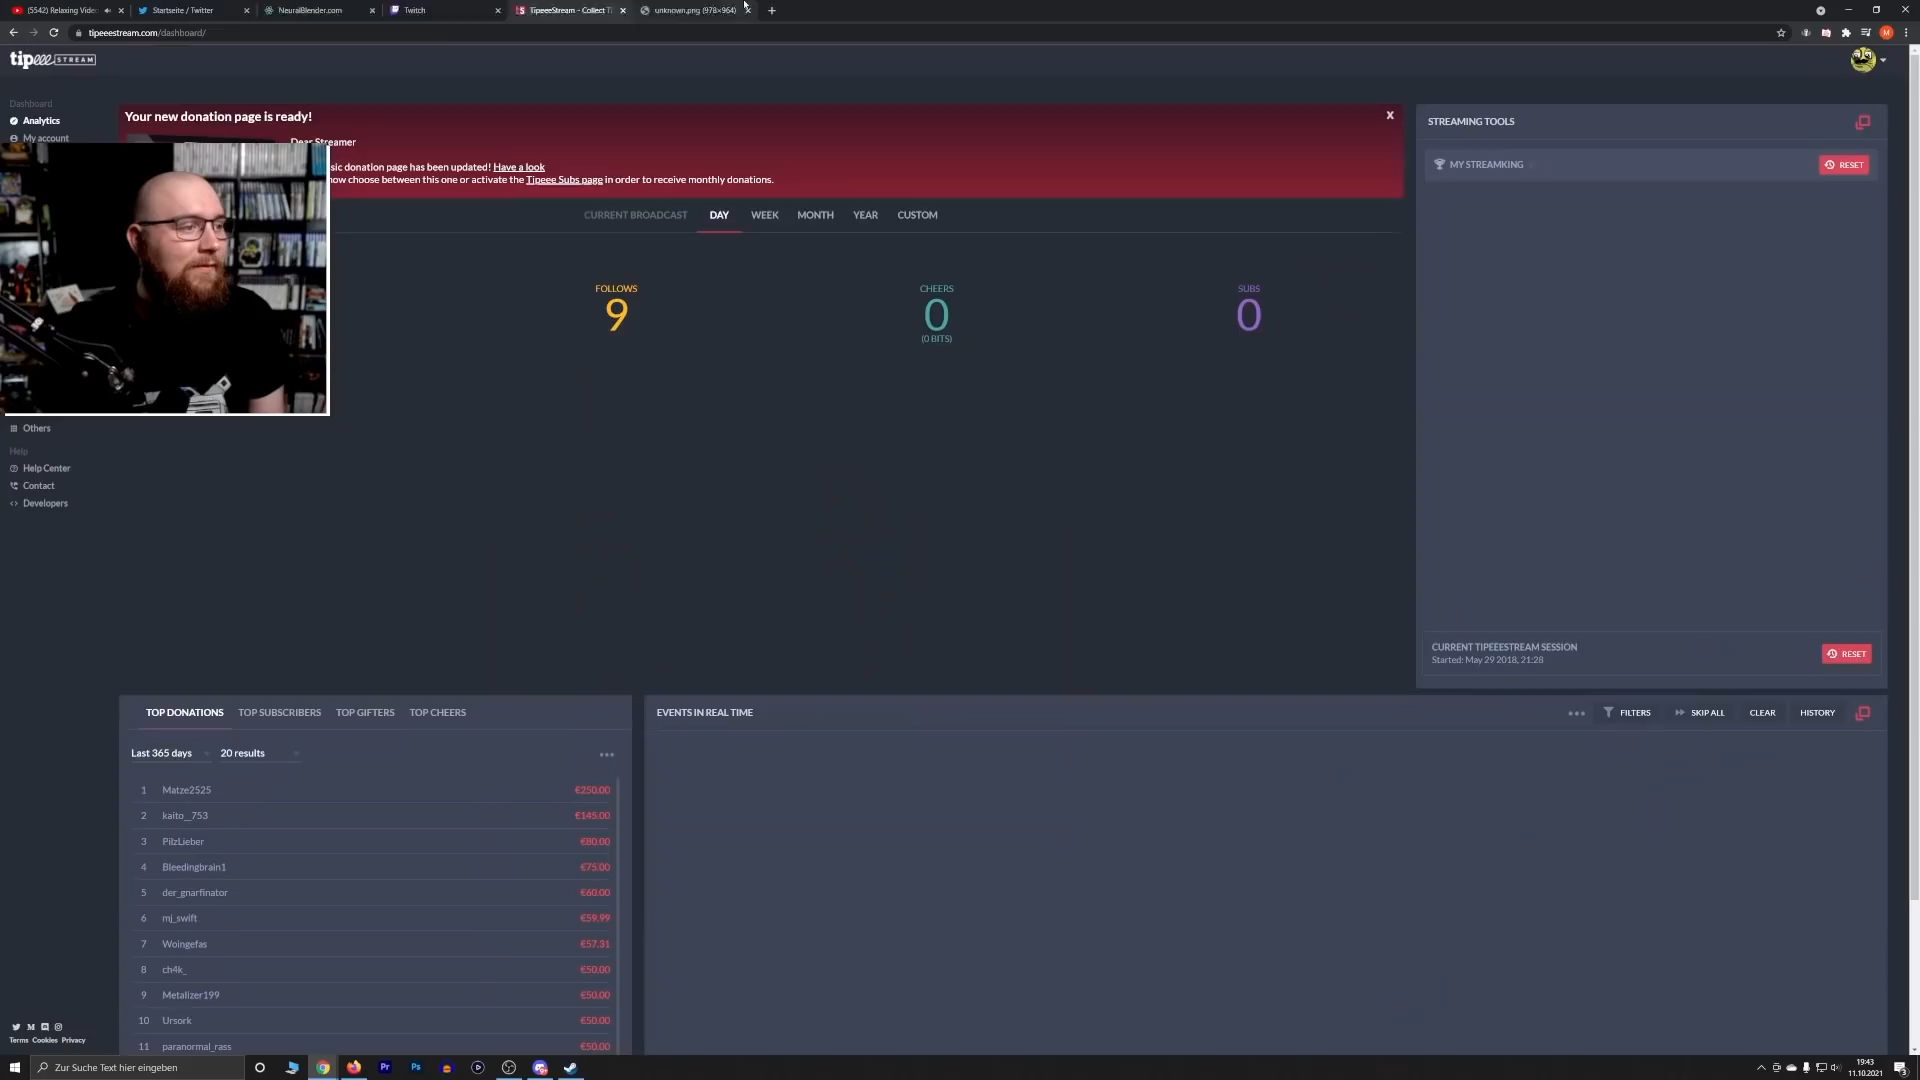 (5542) Relaxing Vide
Startseite / Twitter
NeuralBlender.com
Twitch
TipeeeStream - Collect T
unknown.png (978×964)
tipeeestream.com/dashboard/
M
tipeee STREAM
Dashboard
Analytics
My account
Your new donation page is ready!
X
Dear Streamer
sic donation page has been updated! Have a look
now choose between this one or activate the Tipeee Subs page in order to receive monthly donations.
CURRENT BROADCAST DAY WEEK MONTH YEAR CUSTOM
FOLLOWS
9
CHEERS
0
(0 BITS)
SUBS
0
STREAMING TOOLS
MY STREAMKING
RESET
CURRENT TIPEEESTREAM SESSION
Started: May 29 2018, 21:28
RESET
Others
Help
Help Center
Contact
Developers
TOP DONATIONS TOP SUBSCRIBERS TOP GIFTERS TOP CHEERS
Last 365 days 20 results
1 Matze2525 €250.00
2 kaito__753 €145.00
3 PilzLieber €80.00
4 Bleedingbrain1 €75.00
5 der_gnarfinator €60.00
6 mj_swift €59.99
7 Woingefas €57.31
8 ch4k_ €50.00
9 Metalizer199 €50.00
10 Ursork €50.00
11 paranormal_rass €50.00
EVENTS IN REAL TIME
FILTERS SKIP ALL CLEAR HISTORY
Terms Cookies Privacy
Zur Suche Text hier eingeben
Pr
Ps
19:43
11.10.2021
3